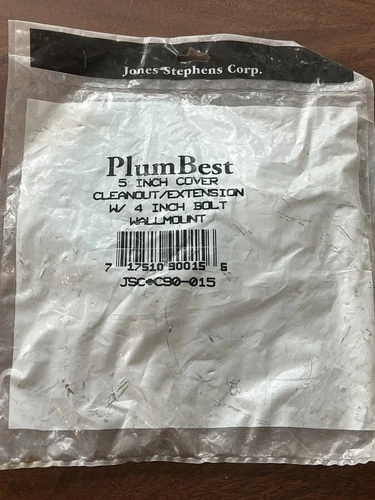 Jones Stephens Corp.
PlumBest
5 INCH COVER
CLEANOUT/EXTENSION
W/ 4 INCH BOLT
WALLMOUNT
7 17510 90015 6
JSC#C90-015